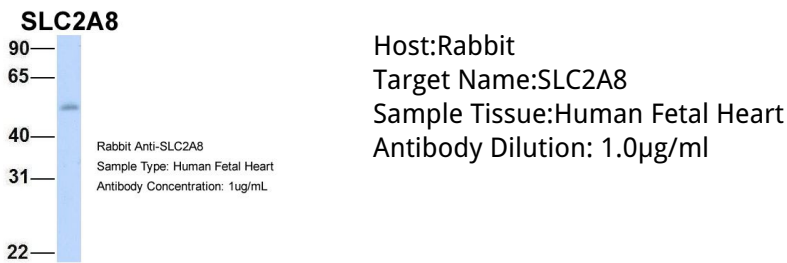 SLC2A8
90
65
40
31
22
Rabbit Anti-SLC2A8
Sample Type: Human Fetal Heart
Antibody Concentration: 1ug/mL
Host:Rabbit
Target Name:SLC2A8
Sample Tissue:Human Fetal Heart
Antibody Dilution: 1.0µg/ml